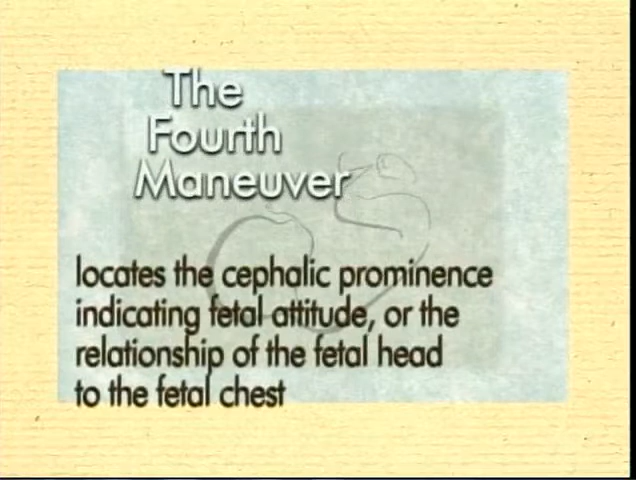 The
Fourth
Maneuver
locates the cephalic prominence
indicating fetal attitude, or the
relationship of the fetal head
to the fetal chest